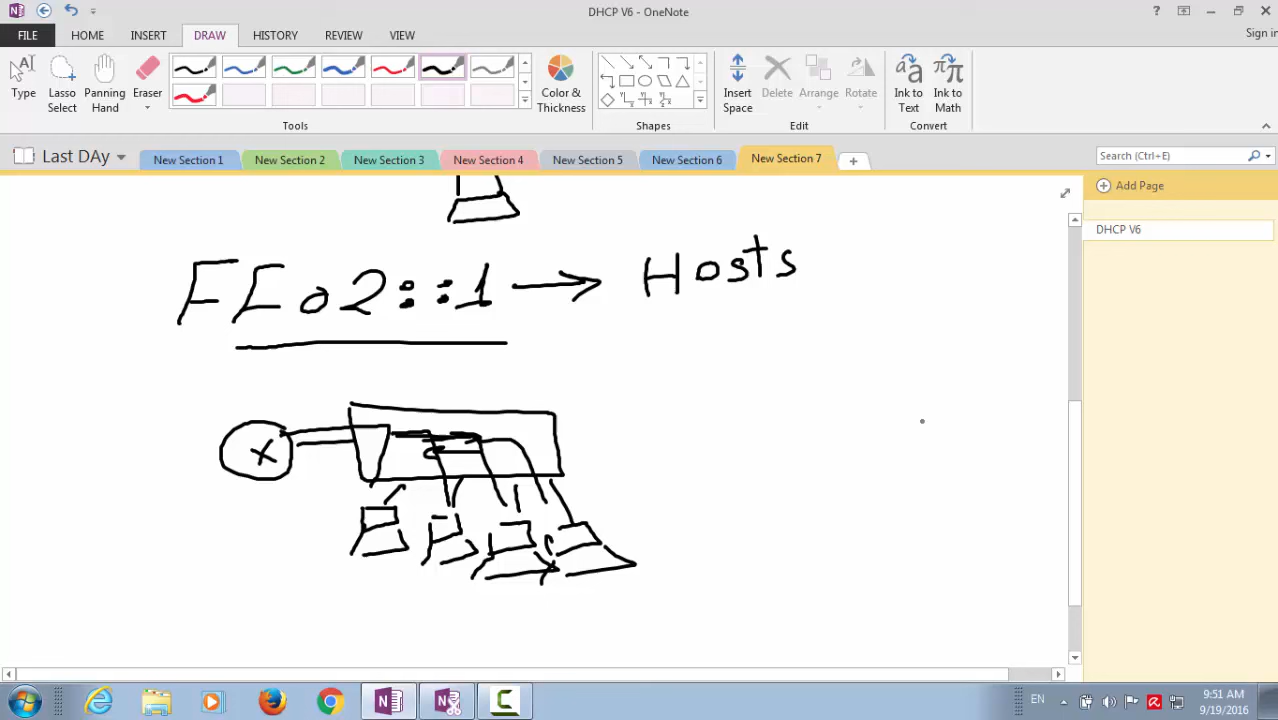 DHCP V6 - OneNote
?
FILE HOME INSERT DRAW HISTORY REVIEW VIEW
Sign in
Type
Lasso Select
Panning Hand
Eraser
Color & Thickness
Insert Space
Delete
Arrange
Rotate
Ink to Text
Ink to Math
Tools
Shapes
Edit
Convert
Last DAy
New Section 1
New Section 2
New Section 3
New Section 4
New Section 5
New Section 6
New Section 7
Search (Ctrl+E)
Add Page
DHCP V6
FE02::1 → Hosts
X
EN
9:51 AM
9/19/2016